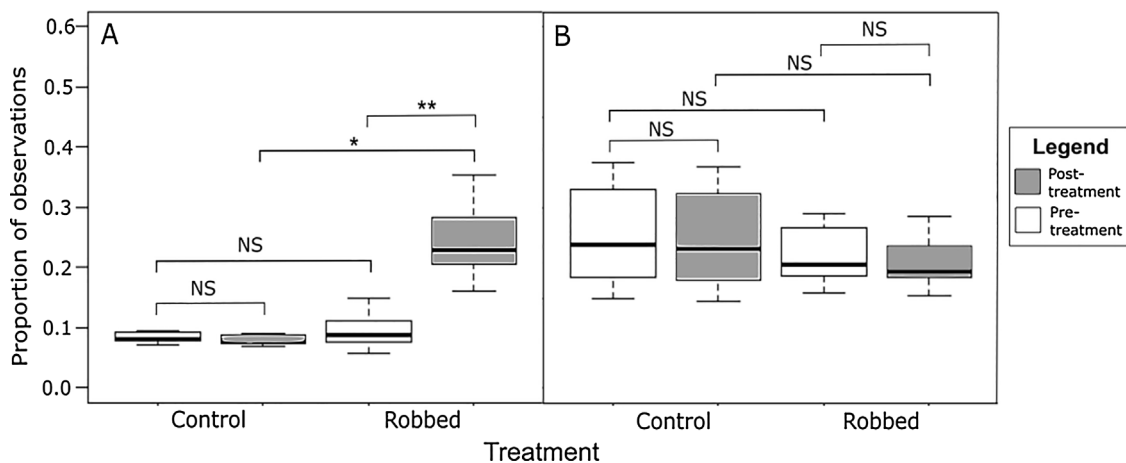 A
B
0.6
0.5
0.4
0.3
0.2
0.1
0.0
Proportion of observations
NS
NS
*
**
NS
NS
NS
NS
Control
Robbed
Control
Robbed
Treatment
Legend
Post-
treatment
Pre-
treatment